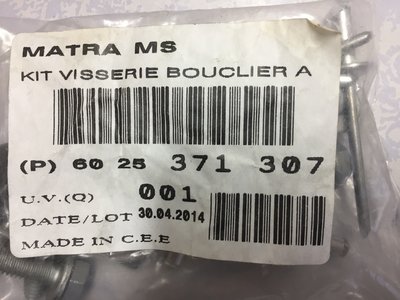 MATRA MS
KIT VISSERIE BOUCLIER A
(P) 60 25 371 307
U.V.(Q) 001
DATE/LOT 30.04.2014
MADE IN C.E.E